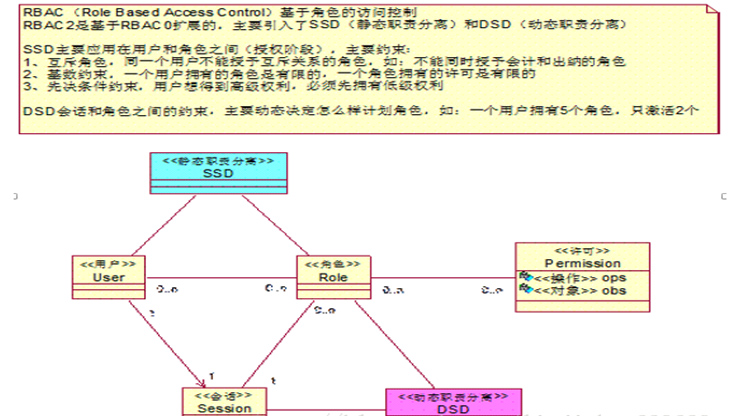 RBAC （Role Based Access Control）基于角色的访问控制
RBAC 2是基于RBAC 0扩展的，主要引入了SSD（静态职责分离）和DSD（动态职责分离）
SSD主要应用在用户和角色之间（授权阶段），主要约束：
1、互斥角色，同一个用户不能授予互斥关系的角色，如：不能同时授予会计和出纳的角色
2、基数约束，一个用户拥有的角色是有限的，一个角色拥有的许可是有限的
3、先决条件约束，用户想得到高级权利，必须先拥有低级权利
DSD会话和角色之间的约束，主要动态决定怎么样计划角色，如：一个用户拥有5个角色，只激活2个
<<静态职责分离>>
SSD
<<用户>>
User
<<角色>>
Role
<<许可>>
Permission
<<操作>> ops
<<对象>> obs
0..n
0..n
0..n
0..n
0..n
<<会话>>
Session
<<动态职责分离>>
DSD